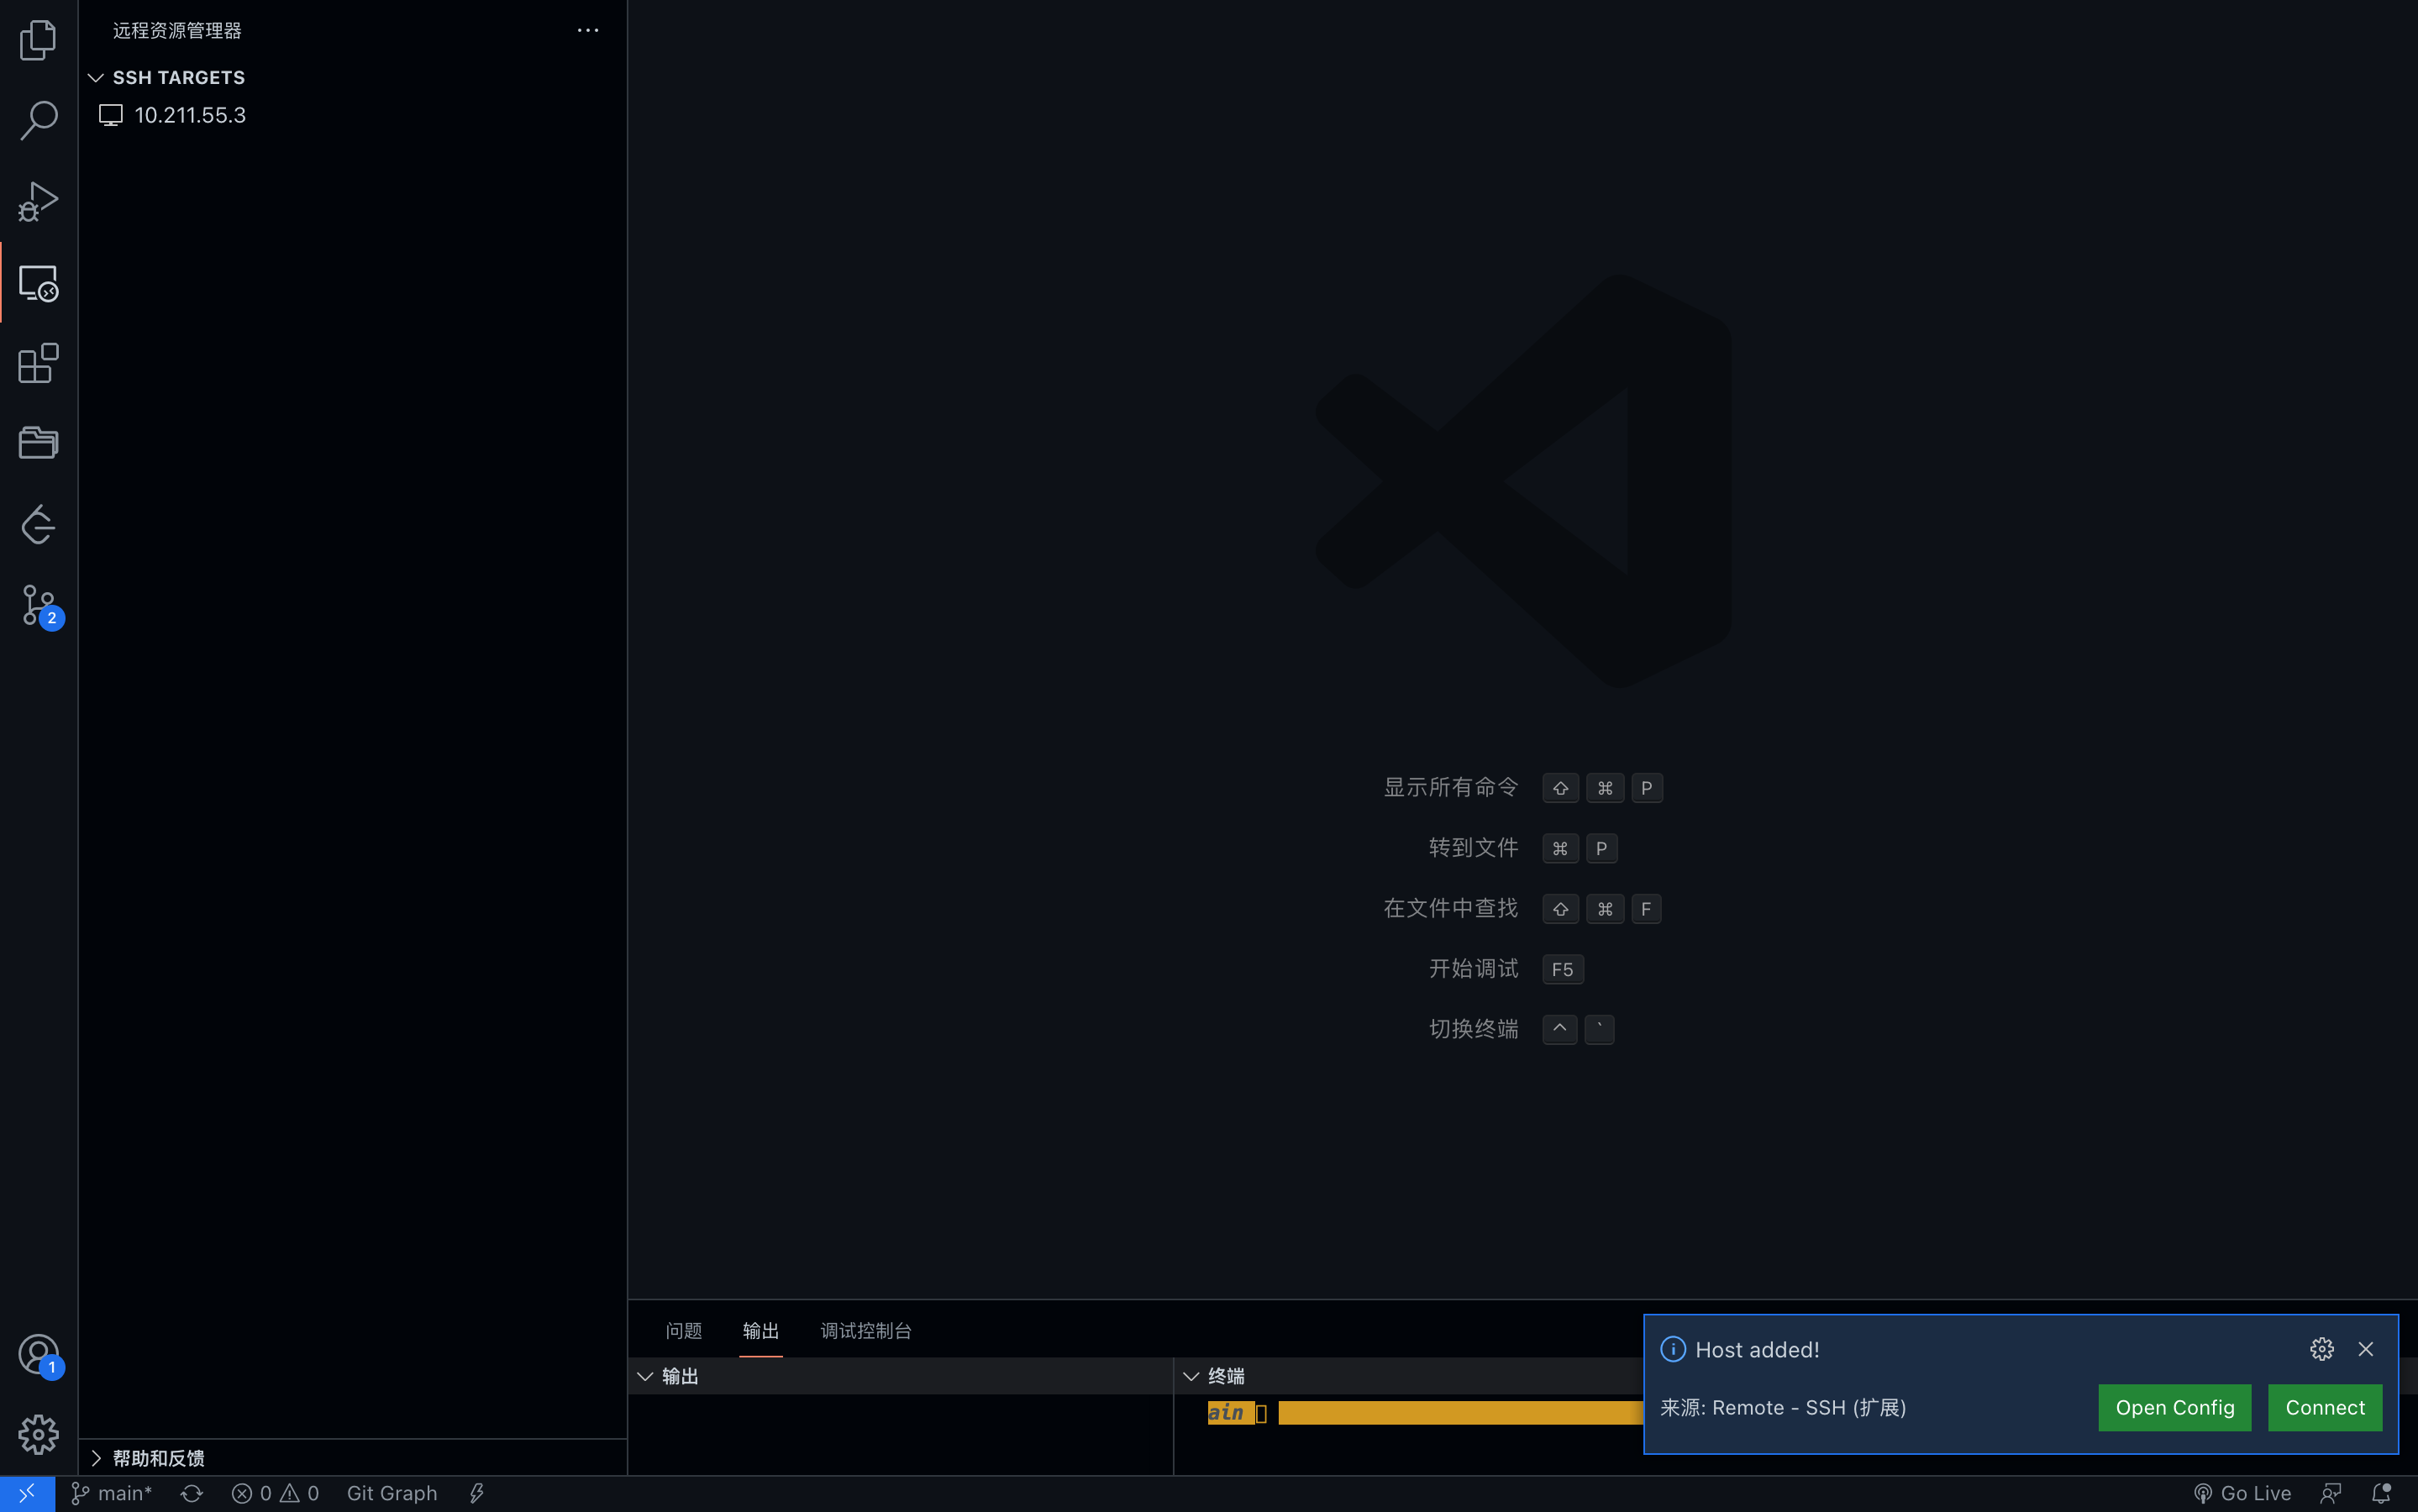 远程资源管理器
SSH TARGETS
10.211.55.3
2
显示所有命令 ⇧ ⌘ P
转到文件 ⌘ P
在文件中查找 ⇧ ⌘ F
开始调试 F5
切换终端 ^ `
问题 输出 调试控制台
输出
终端
ain
Host added!
来源: Remote - SSH (扩展)
Open Config
Connect
1
帮助和反馈
main* 0 0 Git Graph
Go Live